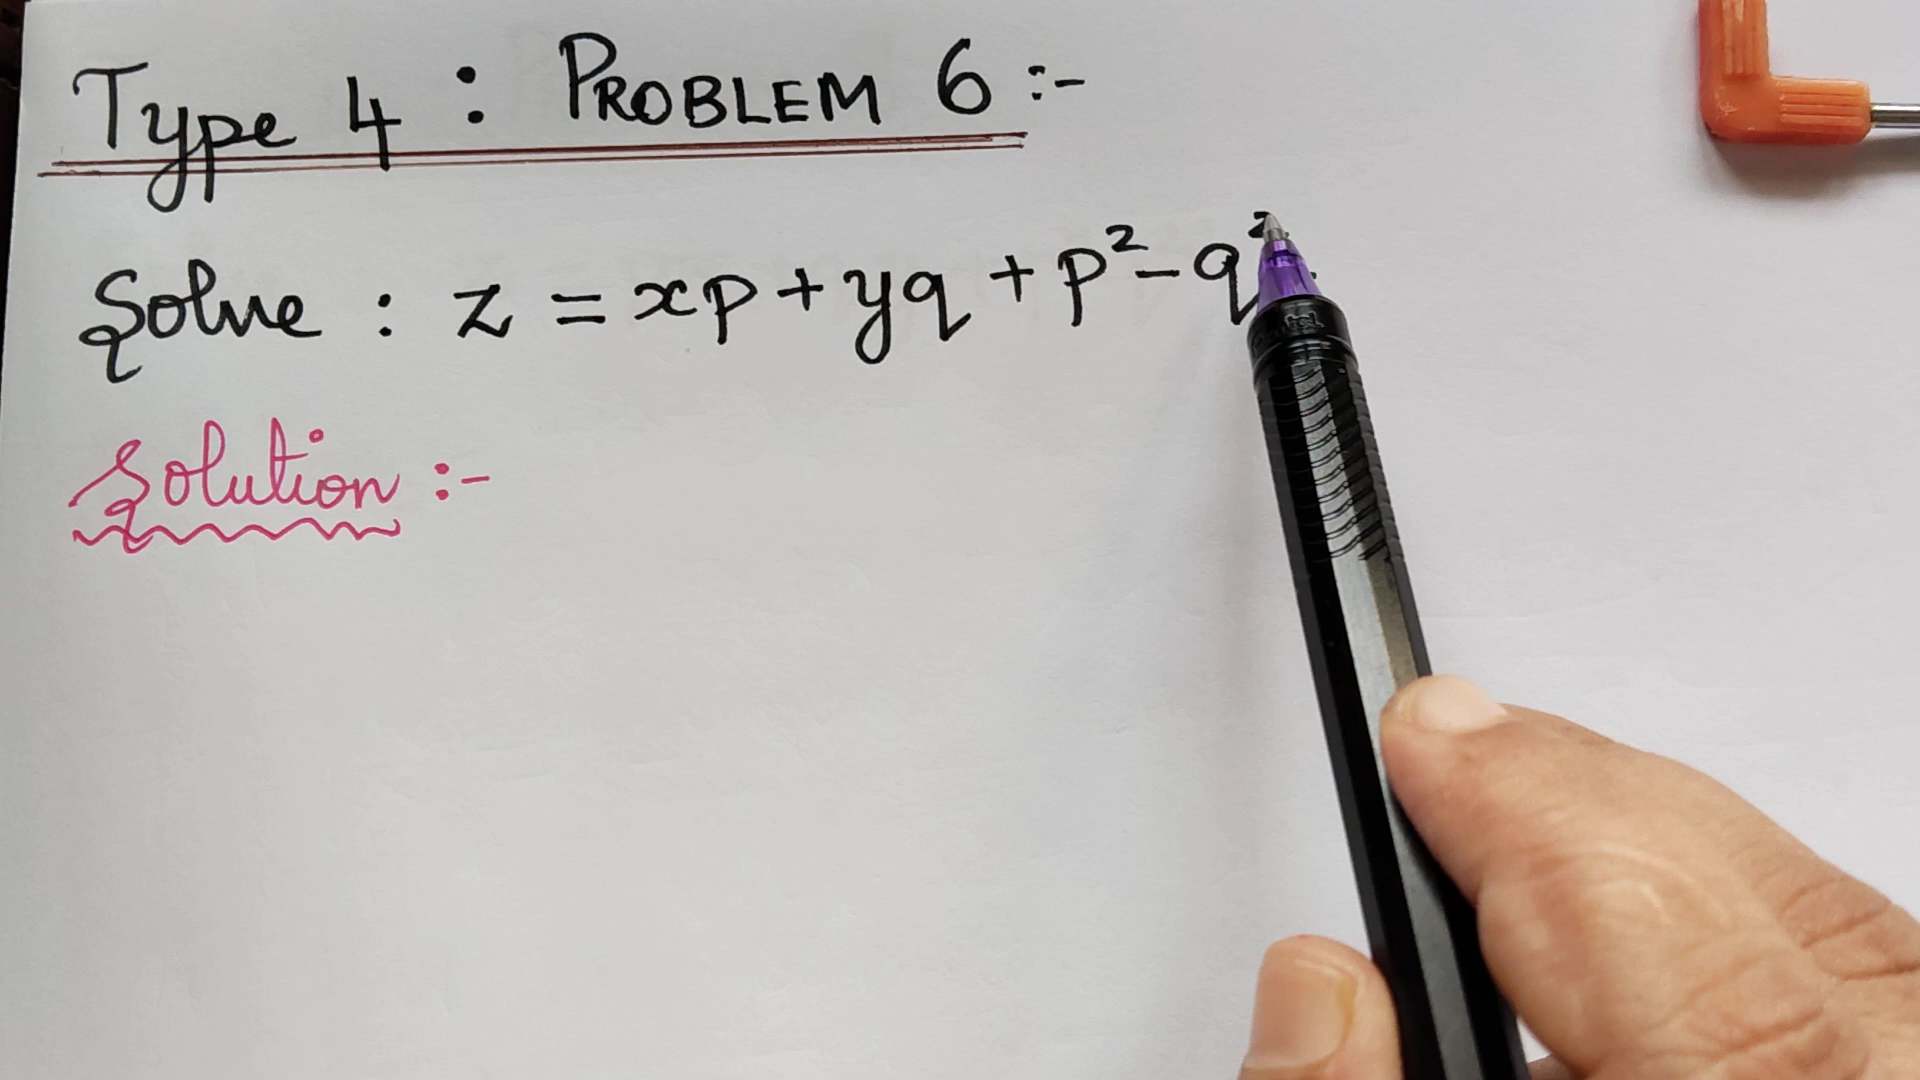 Type 4 : PROBLEM 6 :-
Solve : z = xp + yq + p² - q²
Solution :-